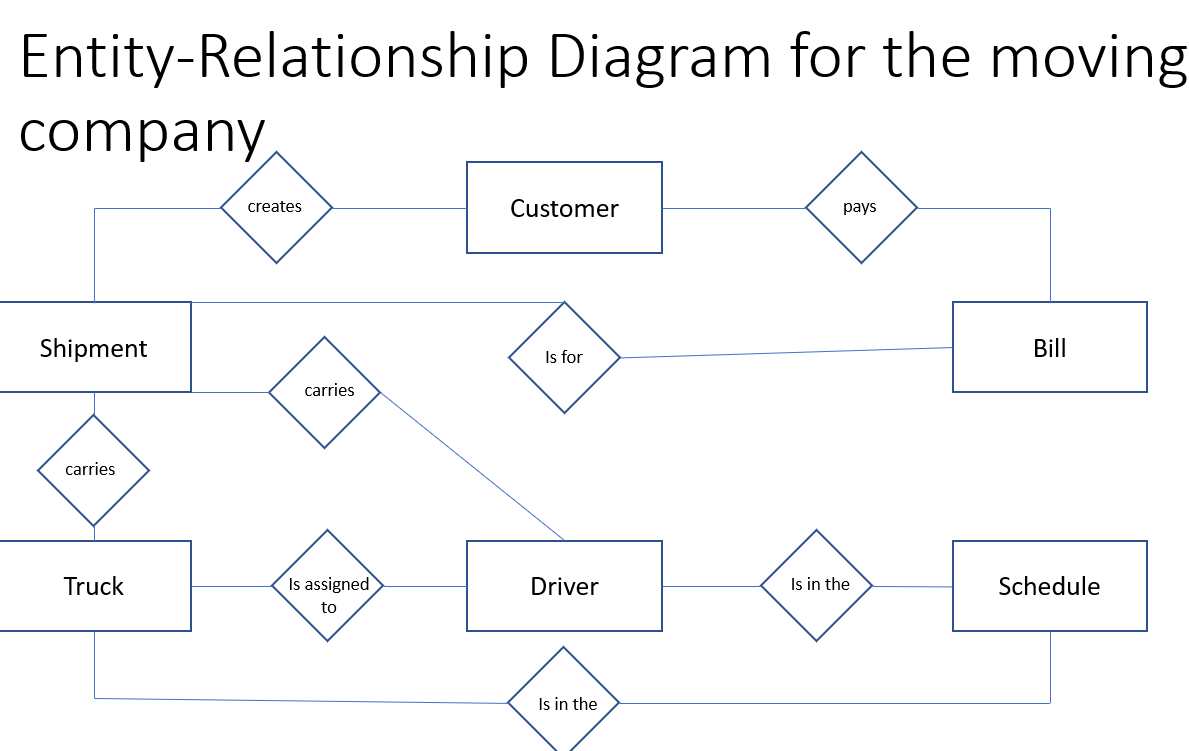 Entity-Relationship Diagram for the moving
company
creates
Customer
pays
Shipment
Is for
Bill
carries
carries
Truck
Is assigned
to
Driver
Is in the
Schedule
Is in the